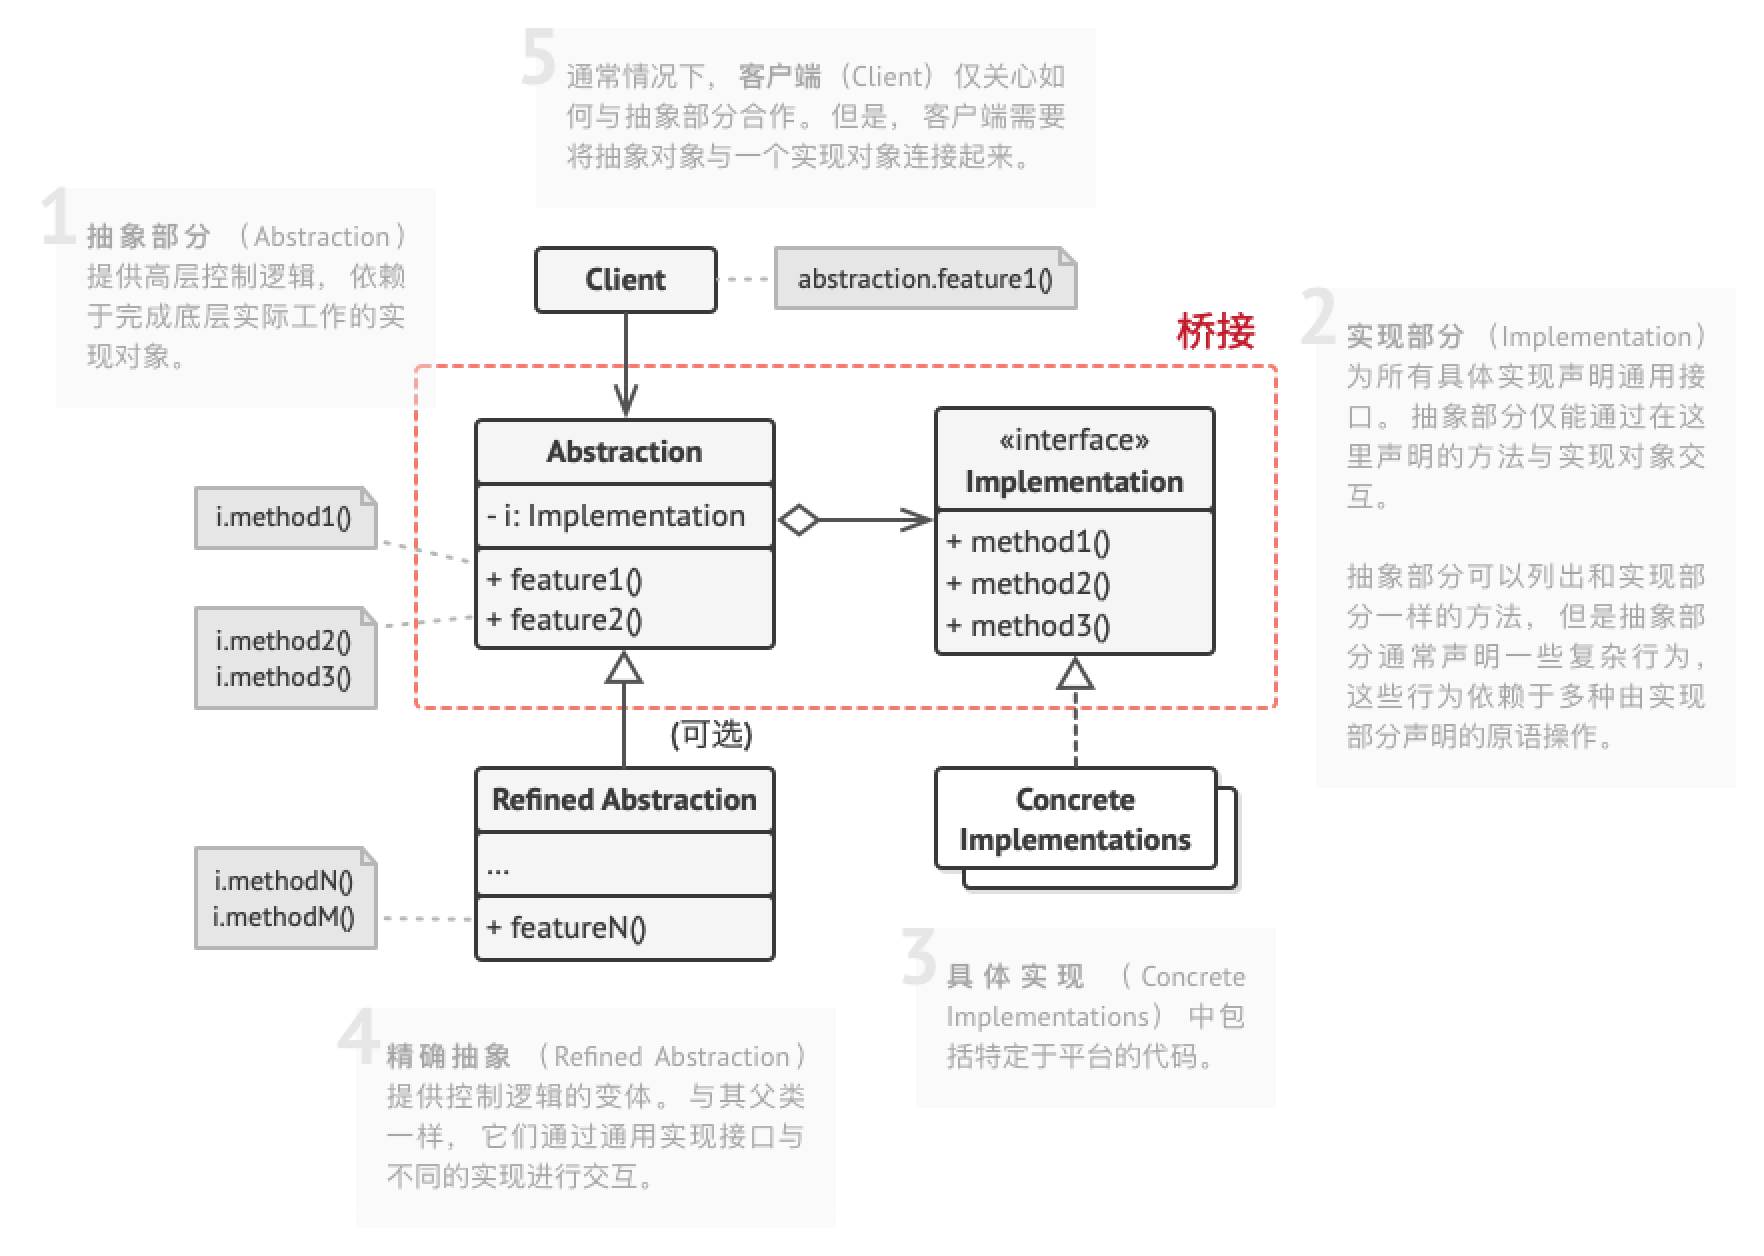 5
通常情况下， 客户端（Client） 仅关心如
何与抽象部分合作。 但是， 客户端需要
将抽象对象与一个实现对象连接起来。
1
抽象部分 （Abstraction）
提供高层控制逻辑， 依赖
于完成底层实际工作的实
现对象。
Client
abstraction.feature1()
桥接
2
实现部分 （Implementation）
为所有具体实现声明通用接
口。 抽象部分仅能通过在这
里声明的方法与实现对象交
互。
抽象部分可以列出和实现部
分一样的方法， 但是抽象部
分通常声明一些复杂行为，
这些行为依赖于多种由实现
部分声明的原语操作。
Abstraction
- i: Implementation
+ feature1()
+ feature2()
«interface»
Implementation
+ method1()
+ method2()
+ method3()
i.method1()
i.method2()
i.method3()
(可选)
Refined Abstraction
...
+ featureN()
i.methodN()
i.methodM()
Concrete
Implementations
3
具体实现 （Concrete
Implementations） 中包
括特定于平台的代码。
4
精确抽象 （Refined Abstraction）
提供控制逻辑的变体。 与其父类
一样， 它们通过通用实现接口与
不同的实现进行交互。